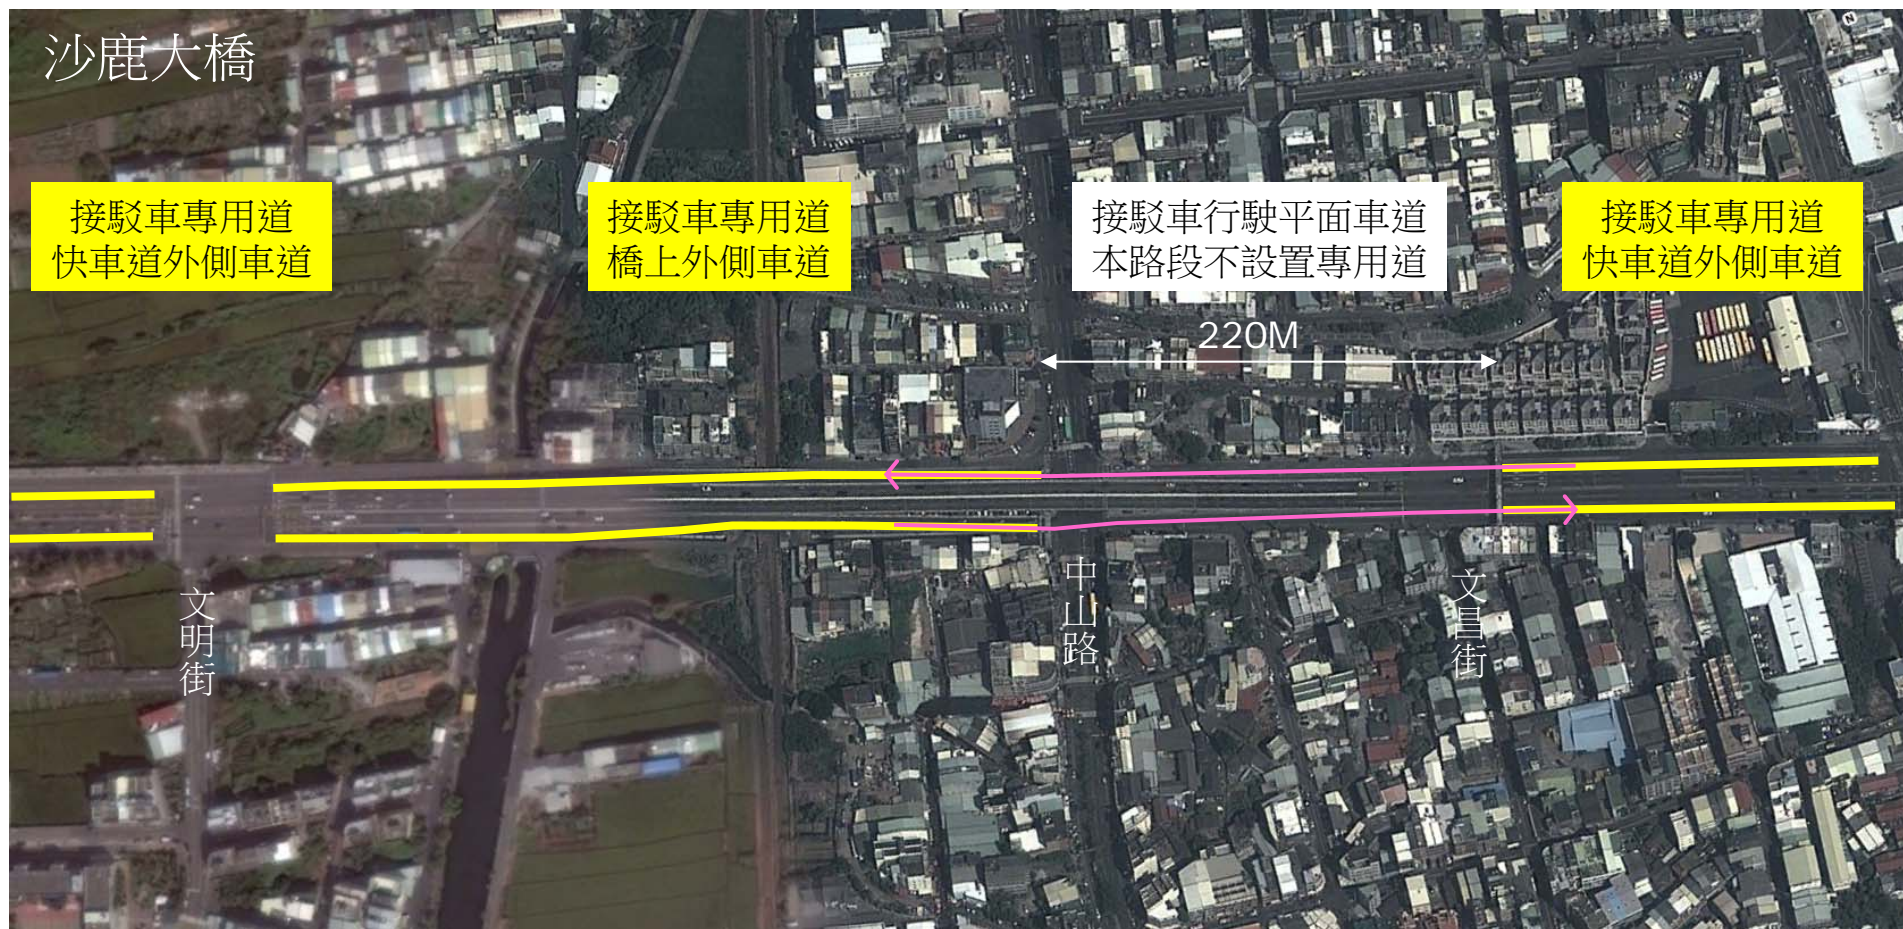 沙鹿大橋
接駁車專用道
快車道外側車道
接駁車專用道
橋上外側車道
接駁車行駛平面車道
本路段不設置專用道
接駁車專用道
快車道外側車道
220M
文明街
中山路
文昌街
N